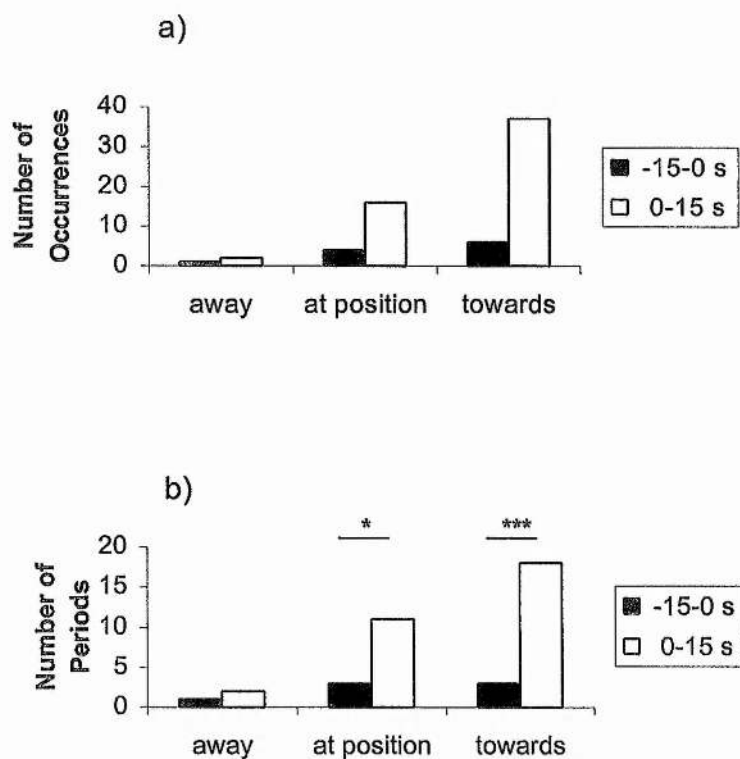 a)
Number of
Occurrences
40
30
20
10
0
away at position towards
-15-0 s
0-15 s
b)
* ***
Number of
Periods
20
15
10
5
0
away at position towards
-15-0 s
0-15 s